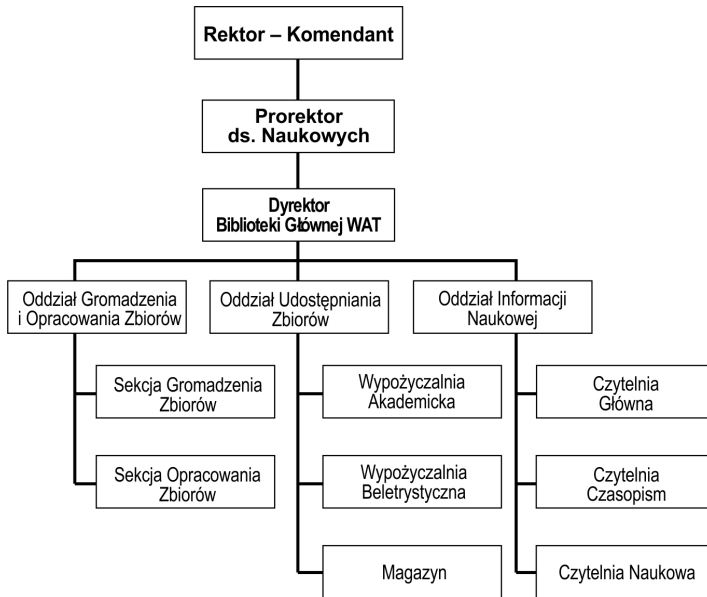 Rektor – Komendant
Prorektor
ds. Naukowych
Dyrektor
Biblioteki Głównej WAT
Oddział Gromadzenia
i Opracowania Zbiorów
Oddział Udostępniania
Zbiorów
Oddział Informacji
Naukowej
Sekcja Gromadzenia
Zbiorów
Wypożyczalnia
Akademicka
Czytelnia
Główna
Sekcja Opracowania
Zbiorów
Wypożyczalnia
Beletrystyczna
Czytelnia
Czasopism
Magazyn
Czytelnia Naukowa